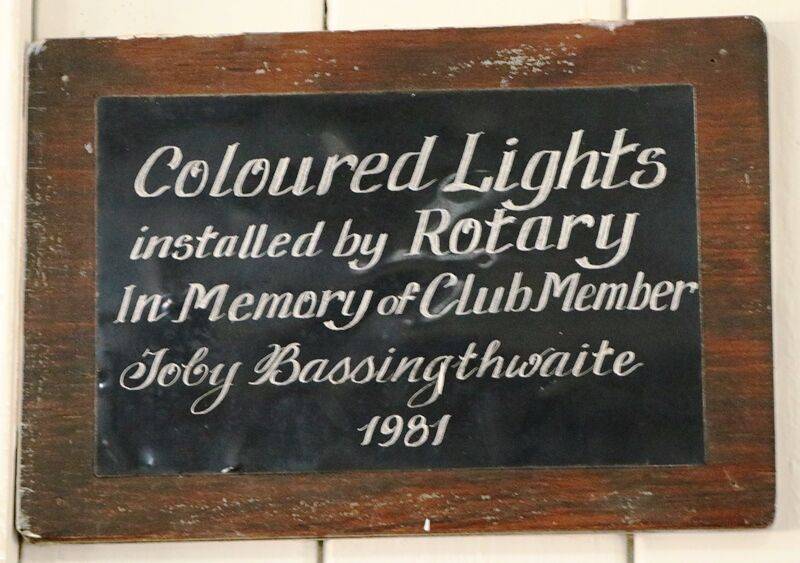 Coloured Lights
installed by Rotary
In Memory of Club Member
Toby Bassingthwaite
1981